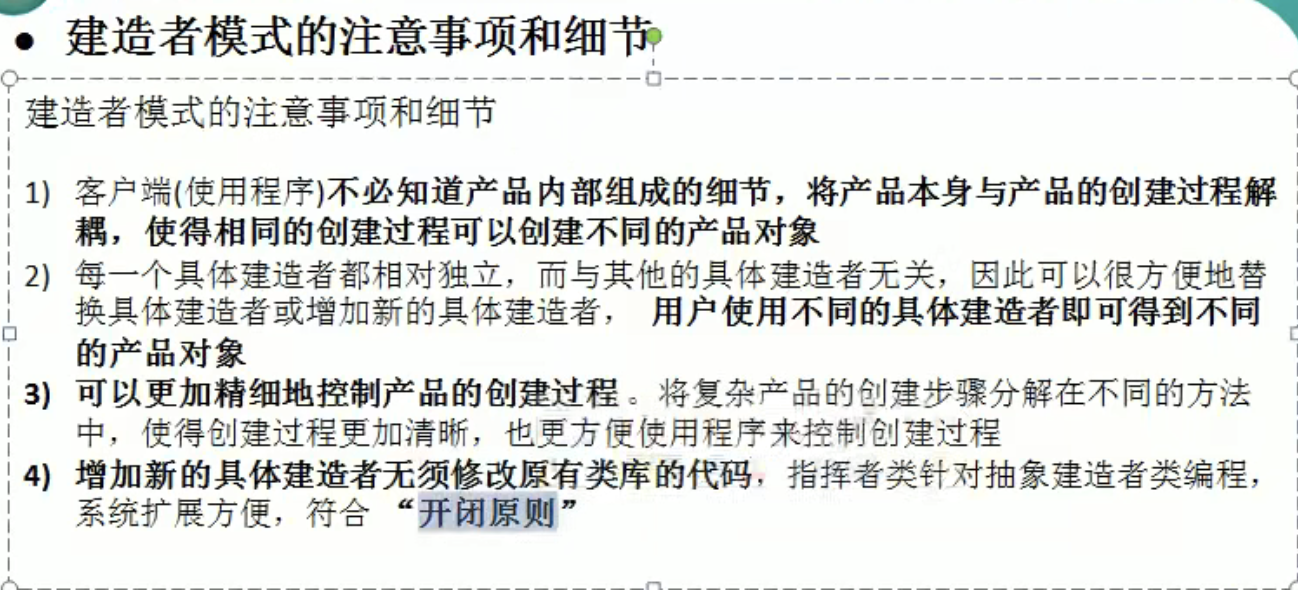 ● 建造者模式的注意事项和细节
建造者模式的注意事项和细节
1) 客户端(使用程序)不必知道产品内部组成的细节，将产品本身与产品的创建过程解
耦，使得相同的创建过程可以创建不同的产品对象
2) 每一个具体建造者都相对独立，而与其他的具体建造者无关，因此可以很方便地替
换具体建造者或增加新的具体建造者， 用户使用不同的具体建造者即可得到不同
的产品对象
3) 可以更加精细地控制产品的创建过程 。将复杂产品的创建步骤分解在不同的方法
中，使得创建过程更加清晰，也更方便使用程序来控制创建过程
4) 增加新的具体建造者无须修改原有类库的代码，指挥者类针对抽象建造者类编程，
系统扩展方便，符合 “开闭原则”